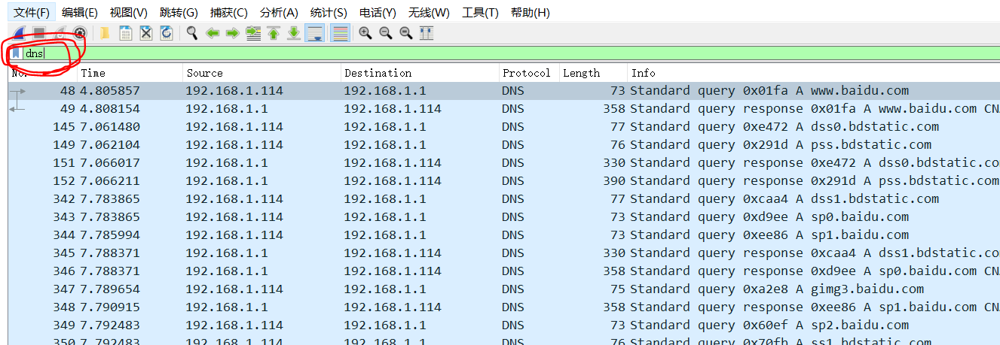 文件(F) 编辑(E) 视图(V) 跳转(G) 捕获(C) 分析(A) 统计(S) 电话(Y) 无线(W) 工具(T) 帮助(H)
dns
No. Time Source Destination Protocol Length Info
48 4.805857 192.168.1.114 192.168.1.1 DNS 73 Standard query 0x01fa A www.baidu.com
49 4.808154 192.168.1.1 192.168.1.114 DNS 358 Standard query response 0x01fa A www.baidu.com CN
145 7.061480 192.168.1.114 192.168.1.1 DNS 77 Standard query 0xe472 A dss0.bdstatic.com
149 7.062104 192.168.1.114 192.168.1.1 DNS 76 Standard query 0x291d A pss.bdstatic.com
151 7.066017 192.168.1.1 192.168.1.114 DNS 330 Standard query response 0xe472 A dss0.bdstatic.co
152 7.066211 192.168.1.1 192.168.1.114 DNS 390 Standard query response 0x291d A pss.bdstatic.com
342 7.783865 192.168.1.114 192.168.1.1 DNS 77 Standard query 0xcaa4 A dss1.bdstatic.com
343 7.783865 192.168.1.114 192.168.1.1 DNS 73 Standard query 0xd9ee A sp0.baidu.com
344 7.785994 192.168.1.114 192.168.1.1 DNS 73 Standard query 0xee86 A sp1.baidu.com
345 7.788371 192.168.1.1 192.168.1.114 DNS 330 Standard query response 0xcaa4 A dss1.bdstatic.co
346 7.788371 192.168.1.1 192.168.1.114 DNS 358 Standard query response 0xd9ee A sp0.baidu.com CN
347 7.789654 192.168.1.114 192.168.1.1 DNS 75 Standard query 0xa2e8 A gimg3.baidu.com
348 7.790915 192.168.1.1 192.168.1.114 DNS 358 Standard query response 0xee86 A sp1.baidu.com CN
349 7.792483 192.168.1.114 192.168.1.1 DNS 73 Standard query 0x60ef A sp2.baidu.com
350 7.792483 192.168.1.114 192.168.1.1 DNS 76 Standard query 0x70fb A ss1.bdstatic.com